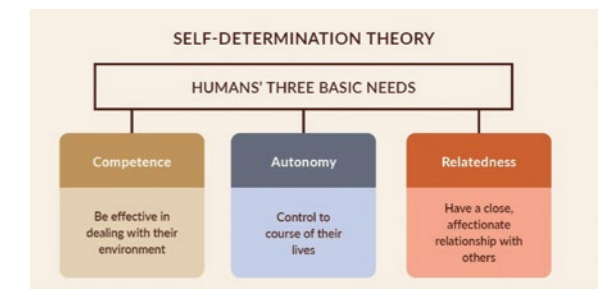 SELF-DETERMINATION THEORY
HUMANS' THREE BASIC NEEDS
Competence
Be effective in
dealing with their
environment
Autonomy
Control to
course of their
lives
Relatedness
Have a close,
affectionate
relationship with
others